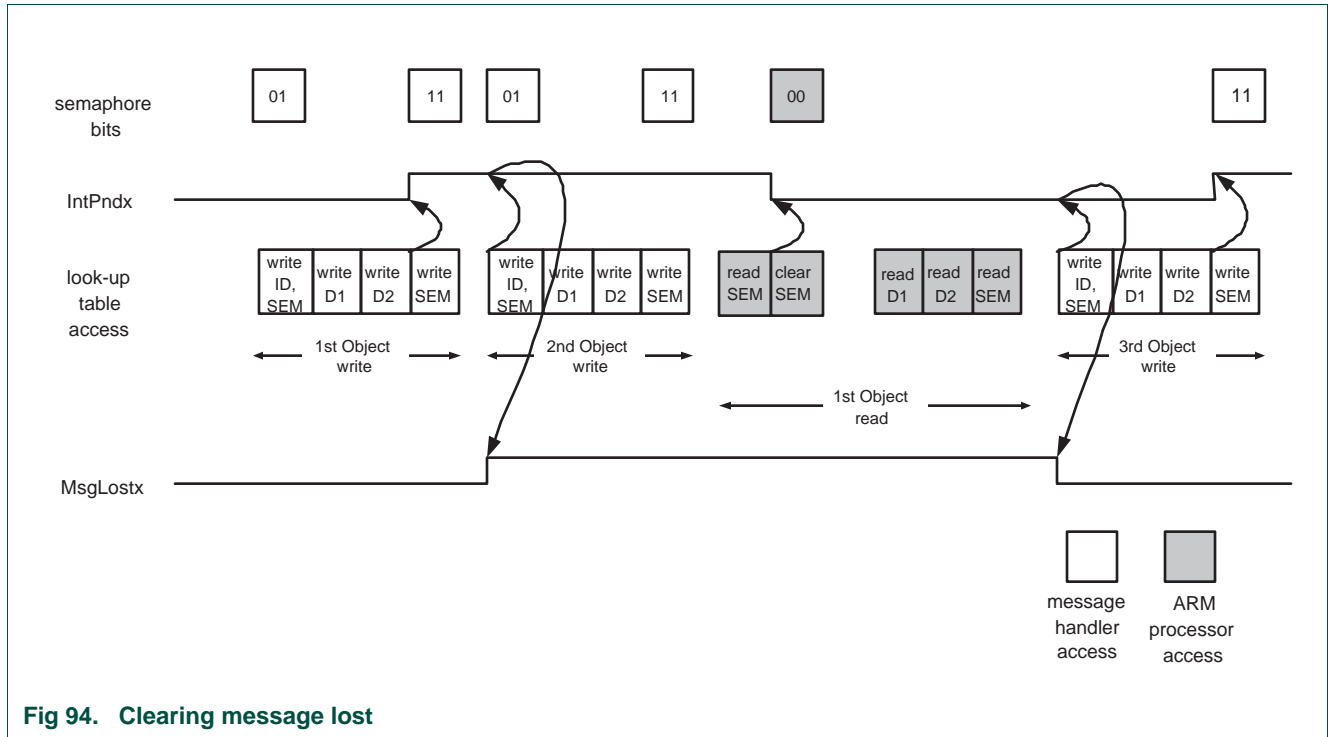 semaphore
bits
01
11
01
11
00
11
IntPndx
look-up
table
access
write
ID,
SEM
write
D1
write
D2
write
SEM
write
ID,
SEM
write
D1
write
D2
write
SEM
read
SEM
clear
SEM
read
D1
read
D2
read
SEM
write
ID,
SEM
write
D1
write
D2
write
SEM
1st Object
write
2nd Object
write
3rd Object
write
1st Object
read
MsgLostx
message
handler
access
ARM
processor
access
Fig 94. Clearing message lost